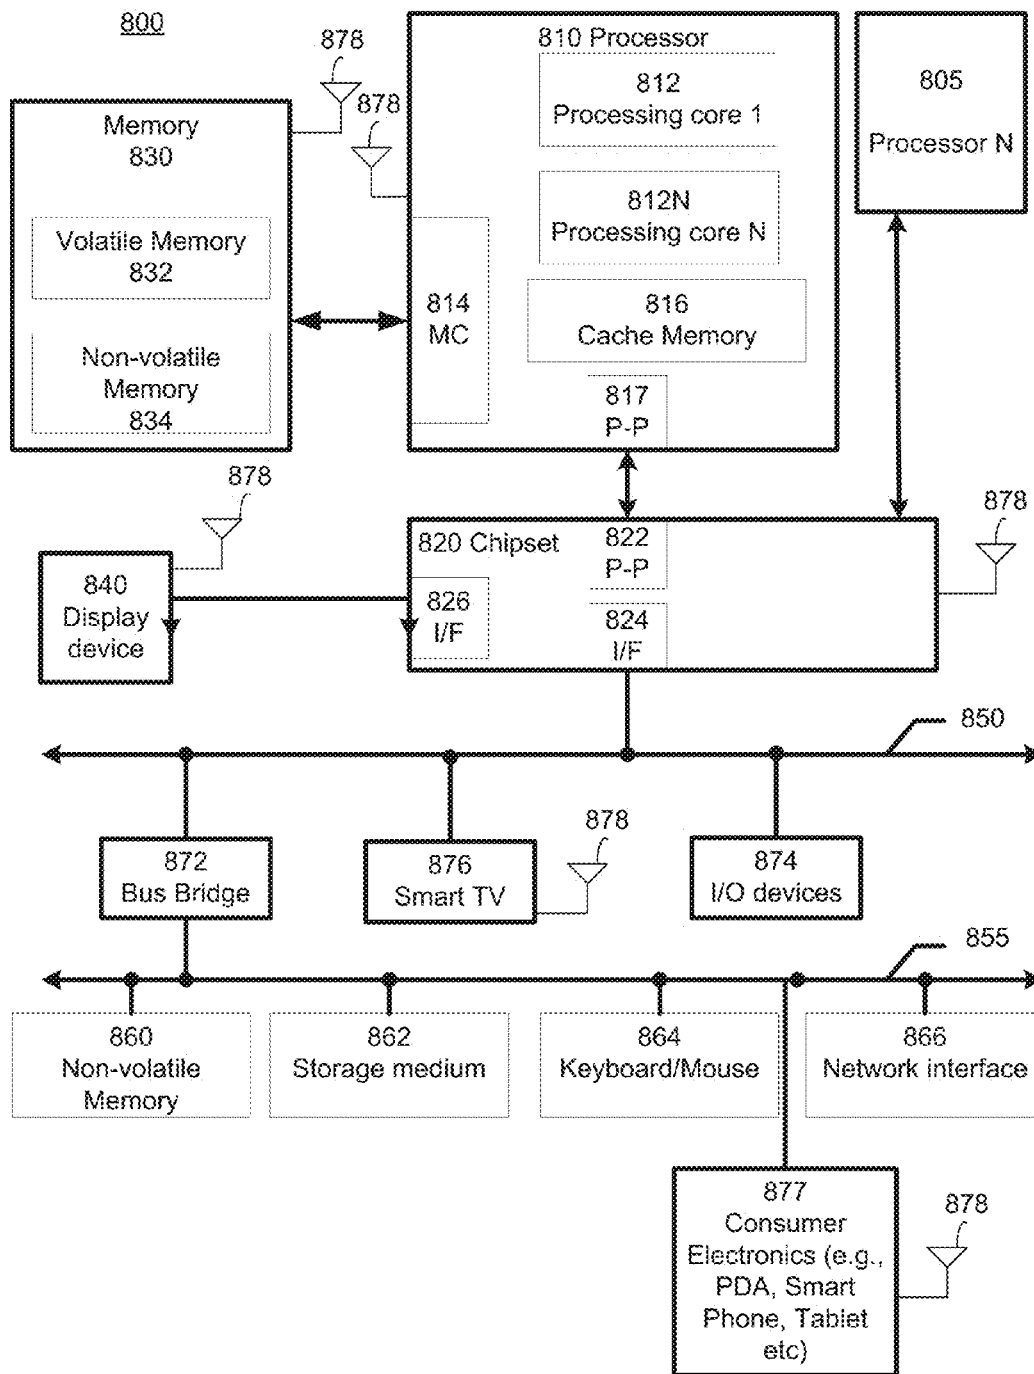 800
878
878
Memory
830
Volatile Memory
832
Non-volatile
Memory
834
810 Processor
812
Processing core 1
812N
Processing core N
814
MC
816
Cache Memory
817
P-P
805
Processor N
878
840
Display
device
820 Chipset
822
P-P
826
I/F
824
I/F
878
850
872
Bus Bridge
876
Smart TV
878
874
I/O devices
855
860
Non-volatile
Memory
862
Storage medium
864
Keyboard/Mouse
866
Network interface
877
Consumer
Electronics (e.g.,
PDA, Smart
Phone, Tablet
etc)
878